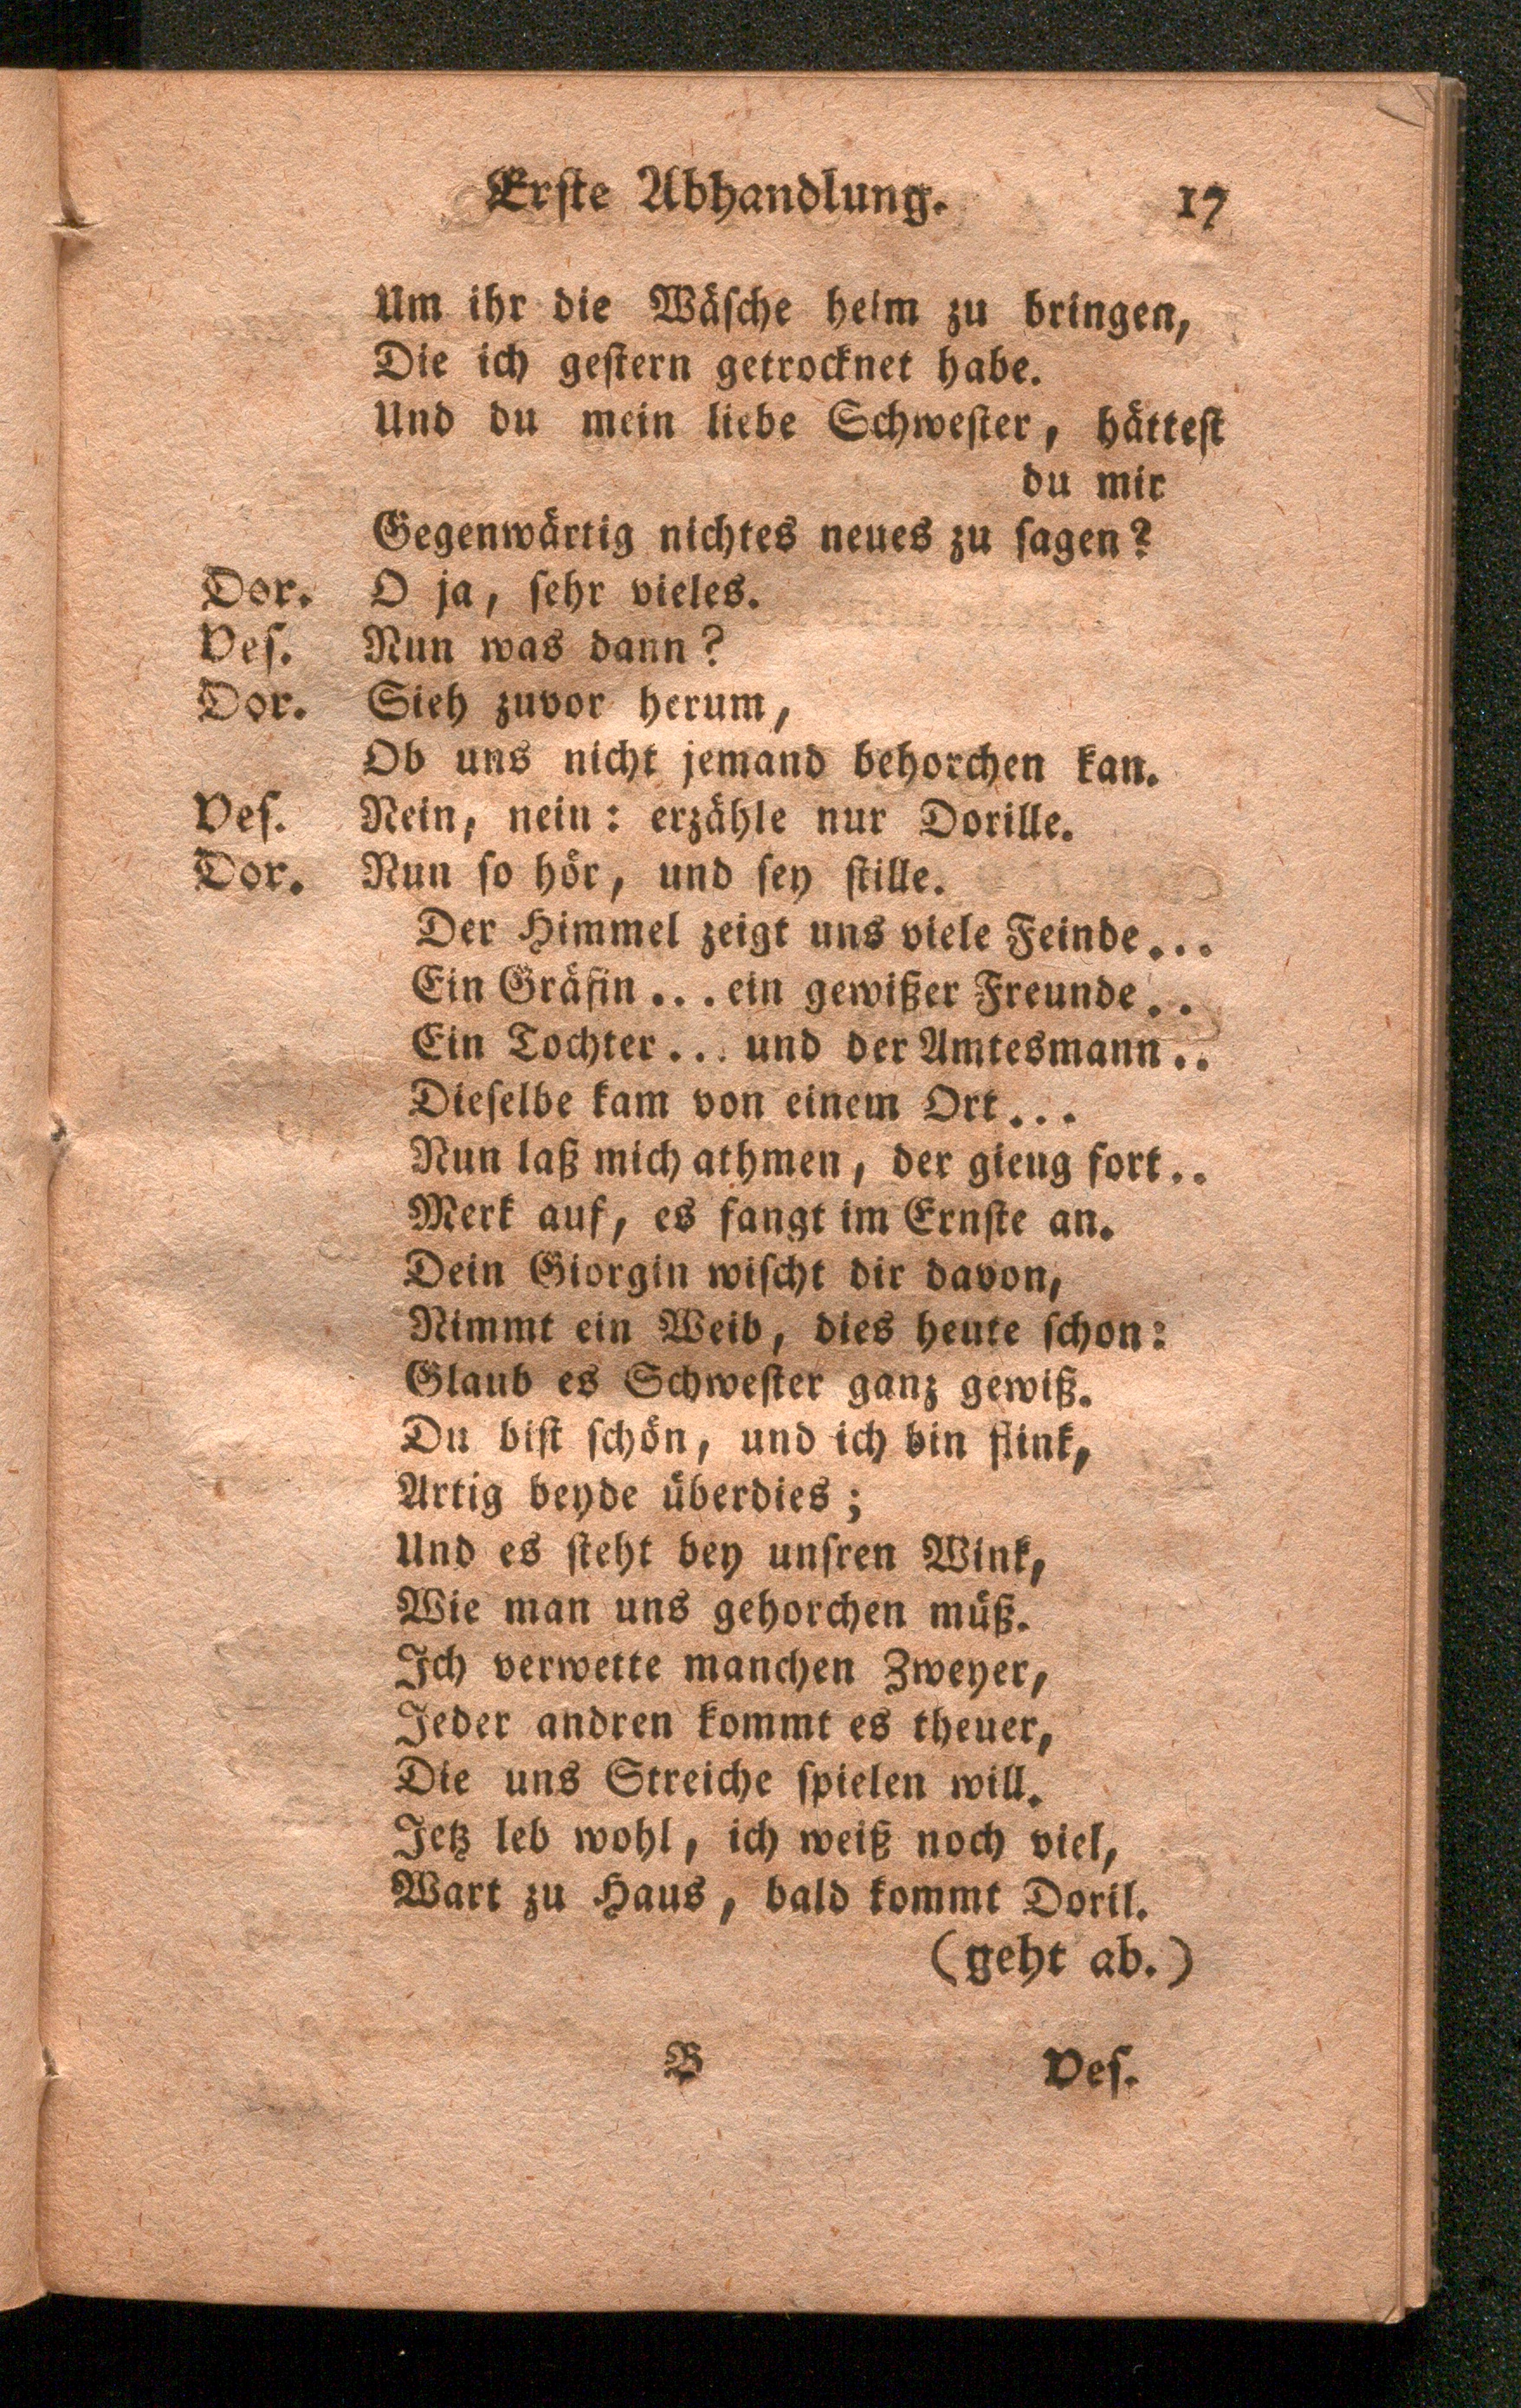 Erste Abhandlung. 17
Um ihr die Wäsche heim zu bringen,
Die ich gestern getrocknet habe.
Und du mein liebe Schwester, hättest
du mir
Gegenwärtig nichtes neues zu sagen?
Dor. O ja, sehr vieles.
Ves. Nun was dann?
Dor. Sieh zuvor herum,
Ob uns nicht jemand behorchen kan.
Ves. Nein, nein: erzähle nur Dorille.
Dor. Nun so hör, und sey stille.
Der Himmel zeigt uns viele Feinde...
Ein Gräfin... ein gewißer Freunde..
Ein Tochter... und der Amtesmann..
Dieselbe kam von einem Ort...
Nun laß mich athmen, der gieng fort..
Merk auf, es fangt im Ernste an.
Dein Giorgin wischt dir davon,
Nimmt ein Weib, dies heute schon:
Glaub es Schwester ganz gewiß.
Du bist schön, und ich bin flink,
Artig beyde überdies;
Und es steht bey unsren Wink,
Wie man uns gehorchen müß.
Ich verwette manchen Zweyer,
Jeder andren kommt es theuer,
Die uns Streiche spielen will.
Jetz leb wohl, ich weiß noch viel,
Wart zu Haus, bald kommt Doril.
(geht ab.)
B Ves.